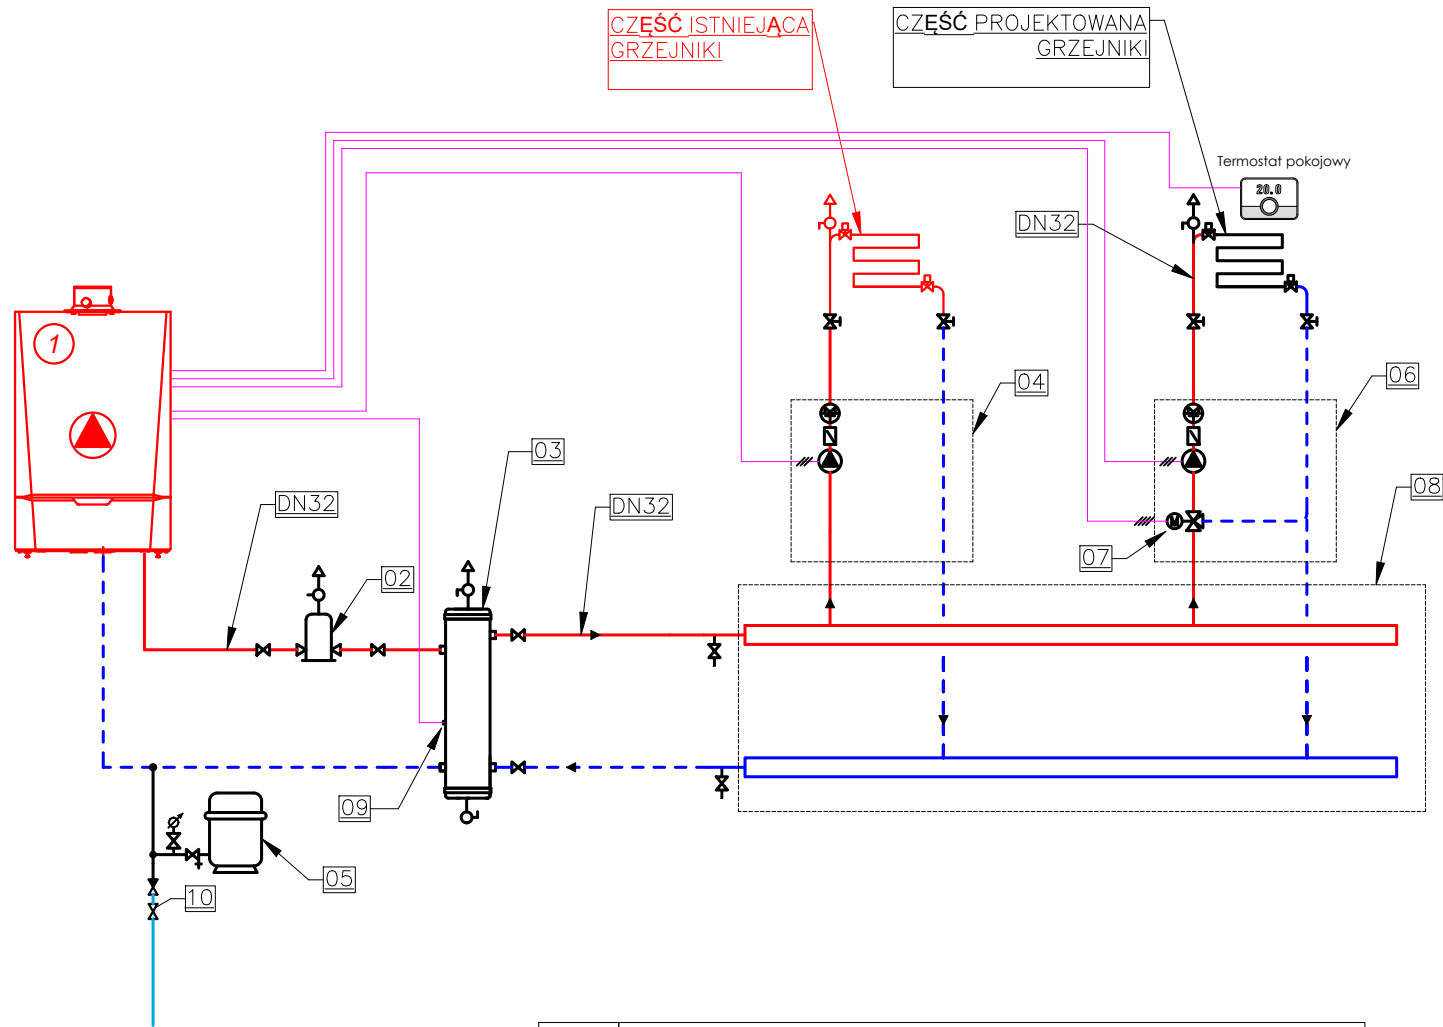 CZĘŚĆ ISTNIEJĄCA
GRZEJNIKI
CZĘŚĆ PROJEKTOWANA
GRZEJNIKI
Termostat pokojowy
20.0
DN32
1
04
06
03
DN32
DN32
08
07
02
M
09
05
10